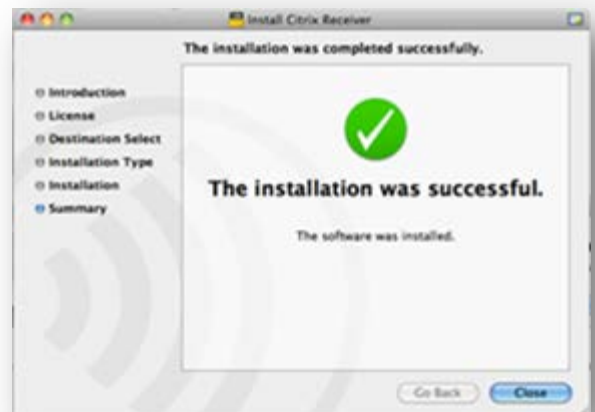 Install Citrix Receiver
The installation was completed successfully.
Introduction
License
Destination Select
Installation Type
Installation
Summary
The installation was successful.
The software was installed.
Go Back
Close